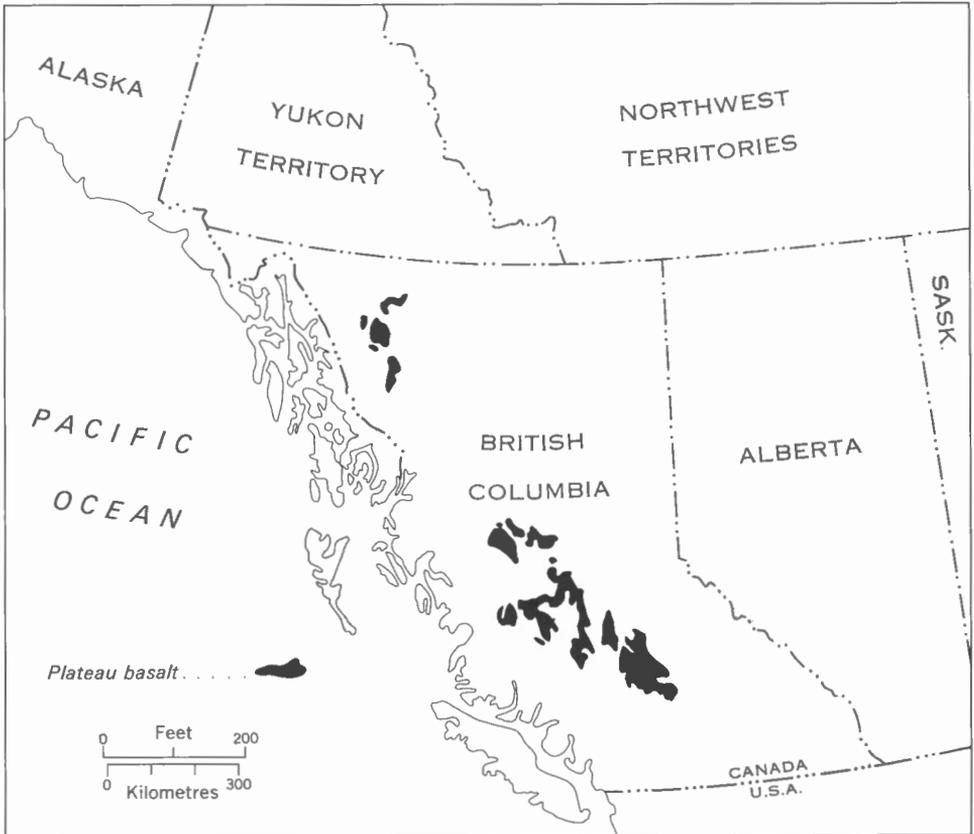 ALASKA
YUKON
TERRITORY
NORTHWEST
TERRITORIES
SASK.
PACIFIC
OCEAN
BRITISH
COLUMBIA
ALBERTA
Plateau basalt . . . . . .
Feet
0 200
0 300
Kilometres
CANADA
U.S.A.